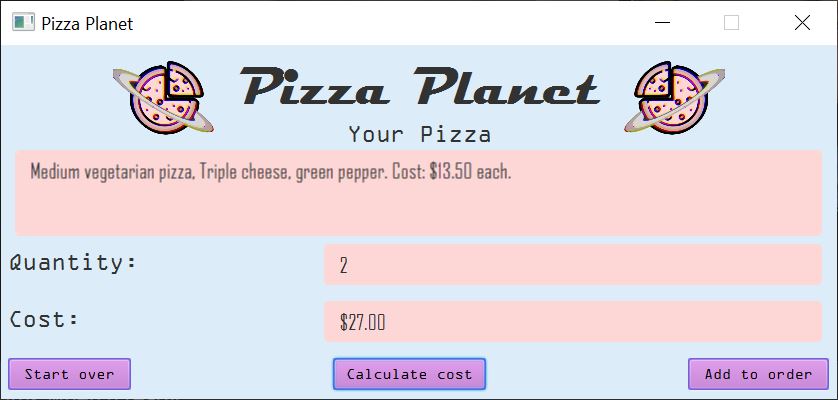 Pizza Planet
Pizza Planet
Your Pizza
Medium vegetarian pizza, Triple cheese, green pepper. Cost: $13.50 each.
Quantity: 2
Cost: $27.00
Start over Calculate cost Add to order